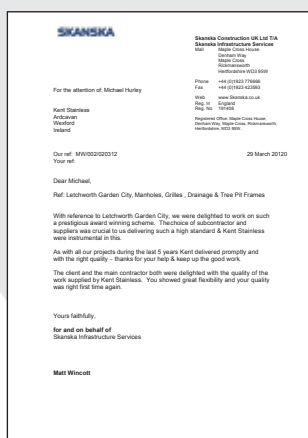 SKANSKA
Skanska Construction UK Ltd T/A
Skanska Infrastructure Services
Mail Maple Cross House
Denham Way
Maple Cross
Rickmansworth
Hertfordshire WD3 9SW
Phone +44 (0)1923 776666
Fax +44 (0)1923 423593
Web www.Skanska.co.uk
Reg. In England
Reg. No 191408
Registered Office, Maple Cross House,
Denham Way, Maple Cross, Rickmansworth,
Hertfordshire, WD3 9SW.
For the attention of: Michael Hurley
Kent Stainless
Ardcavan
Wexford
Ireland
Our ref: MW/002/020312 29 March 20120
Your ref:
Dear Michael,
Ref: Letchworth Garden City, Manholes, Grilles , Drainage & Tree Pit Frames
With reference to Letchworth Garden City, we were delighted to work on such
a prestigious award winning scheme. Thechoice of subcontractor and
suppliers was crucial to us delivering such a high standard & Kent Stainless
were instrumental in this.
As with all our projects during the last 5 years Kent delivered promptly and
with the right quality – thanks for your help & keep up the good work.
The client and the main contractor both were delighted with the quality of the
work supplied by Kent Stainless. You showed great flexibility and your quality
was right first time again.
Yours faithfully,
for and on behalf of
Skanska Infrastructure Services
Matt Wincott